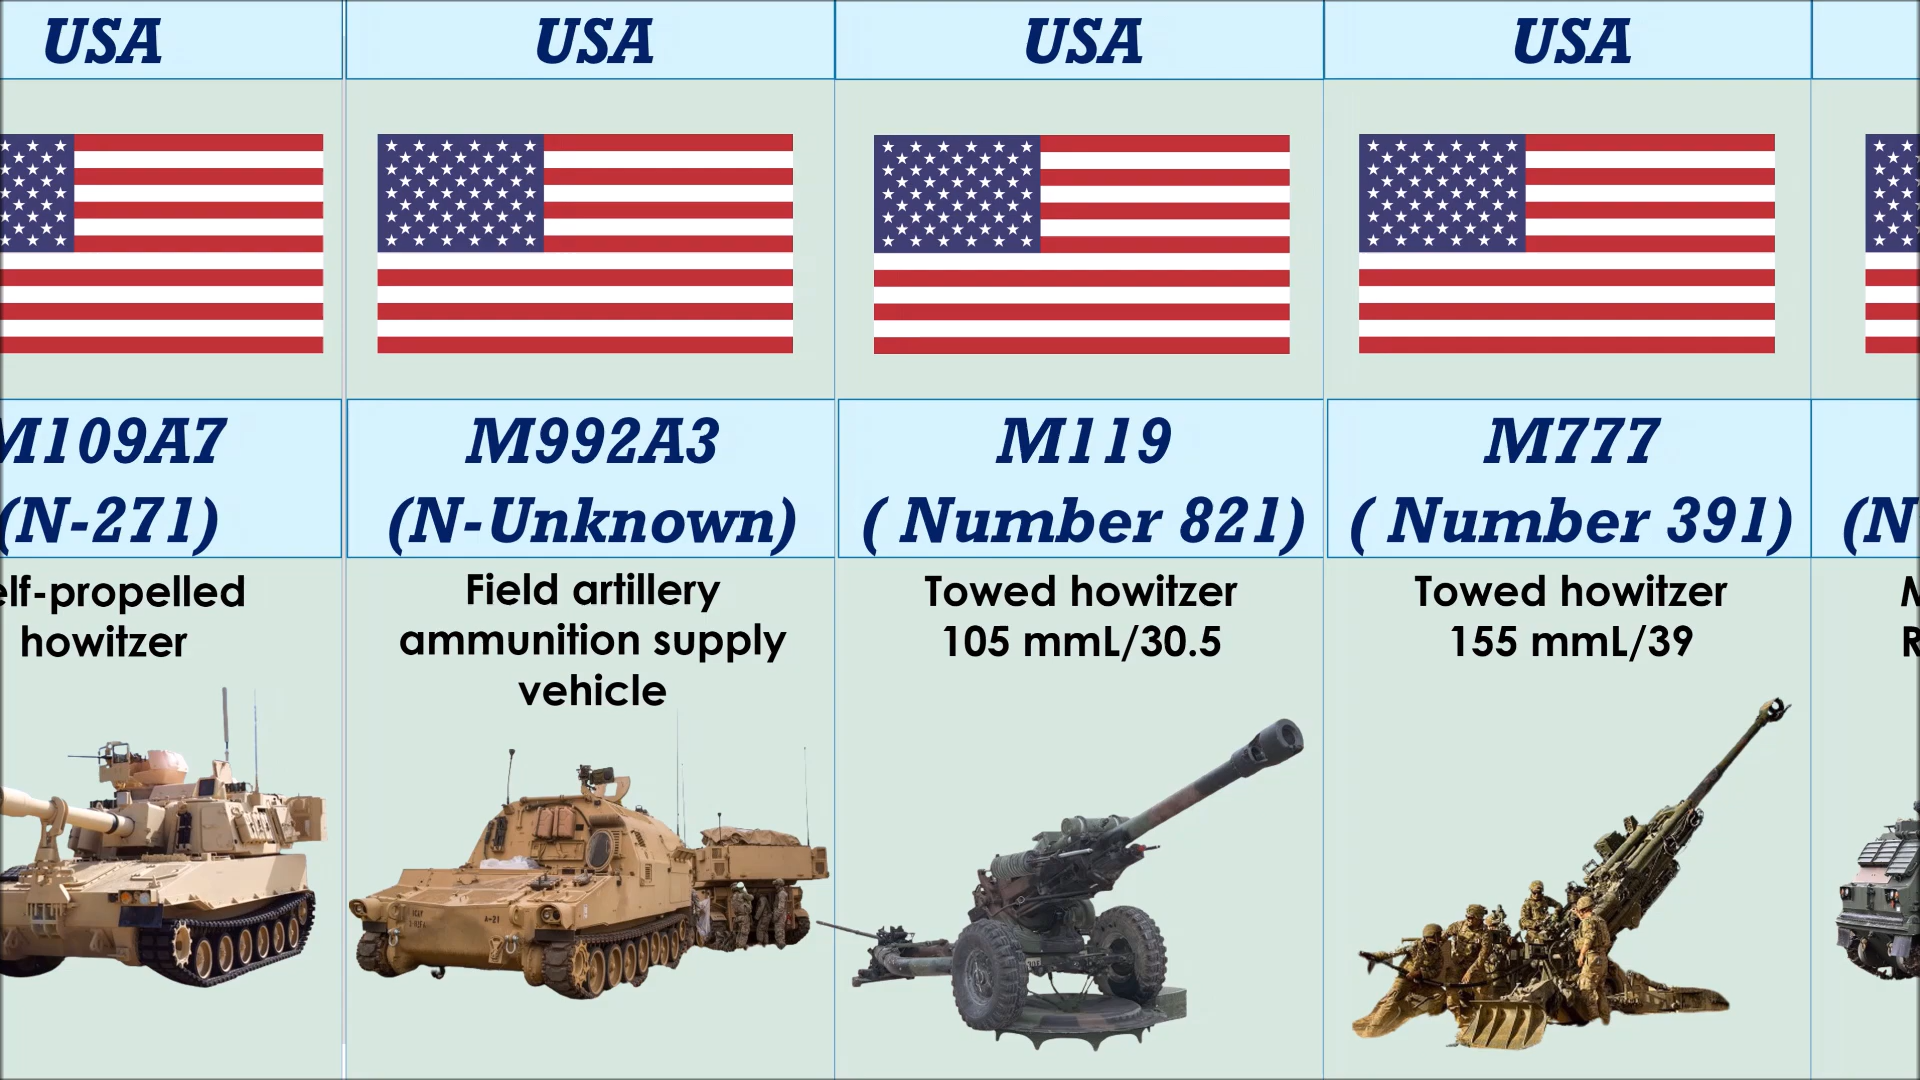 USA
USA
USA
USA
M109A7
(N-271)
M992A3
(N-Unknown)
M119
( Number 821)
M777
( Number 391)
(N
elf-propelled
howitzer
Field artillery
ammunition supply
vehicle
Towed howitzer
105 mmL/30.5
Towed howitzer
155 mmL/39